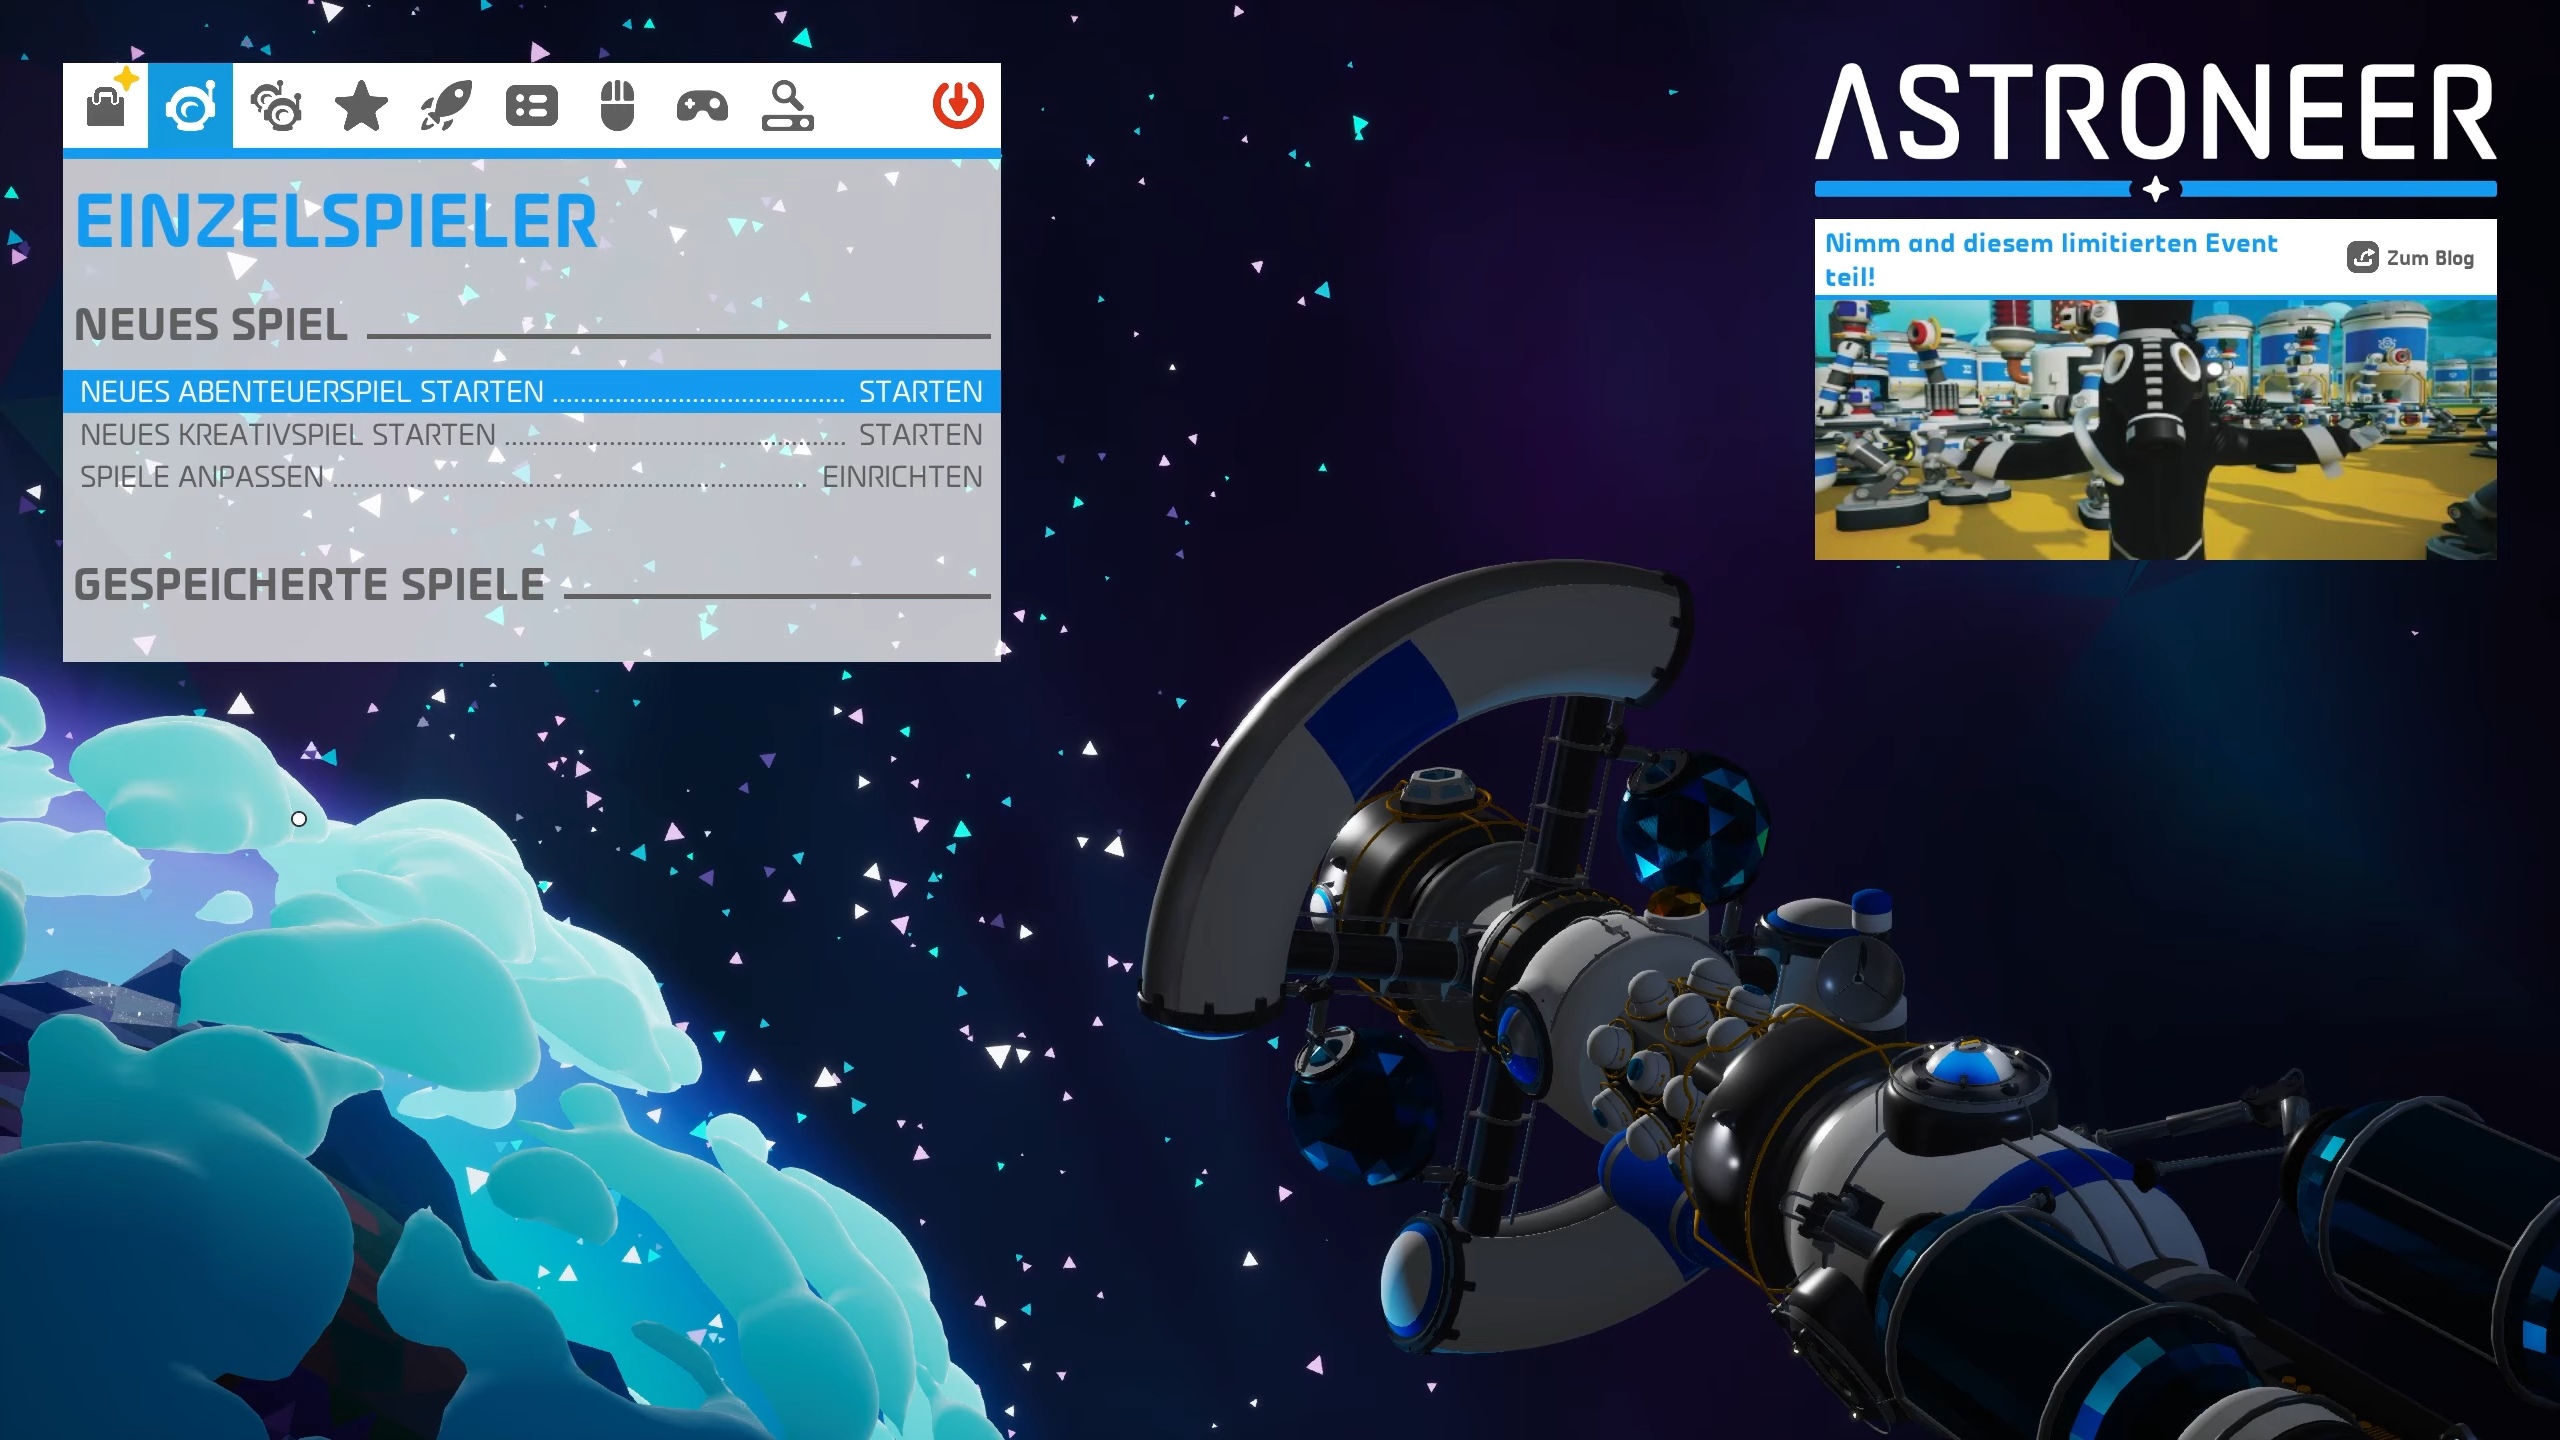 EINZELSPIELER
NEUES SPIEL
NEUES ABENTEUERSPIEL STARTEN STARTEN
NEUES KREATIVSPIEL STARTEN STARTEN
SPIELE ANPASSEN EINRICHTEN
GESPEICHERTE SPIELE
ASTRONEER
Nimm and diesem limitierten Event
teil!
Zum Blog